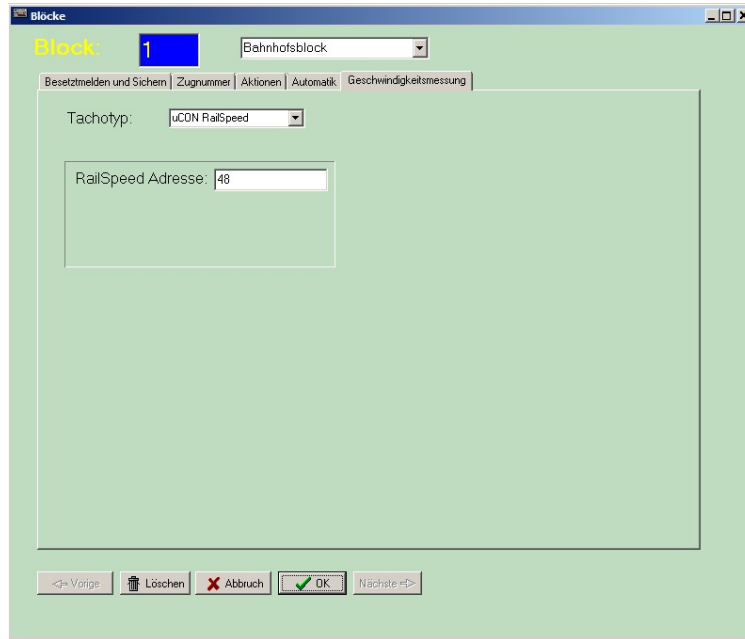 Blöcke
Block: 1 Bahnhofsblock
Besetztmelden und Sichern Zugnummer Aktionen Automatik Geschwindigkeitsmessung
Tachotyp: uCON RailSpeed
RailSpeed Adresse: 48
Vorige Löschen Abbruch OK Nächste